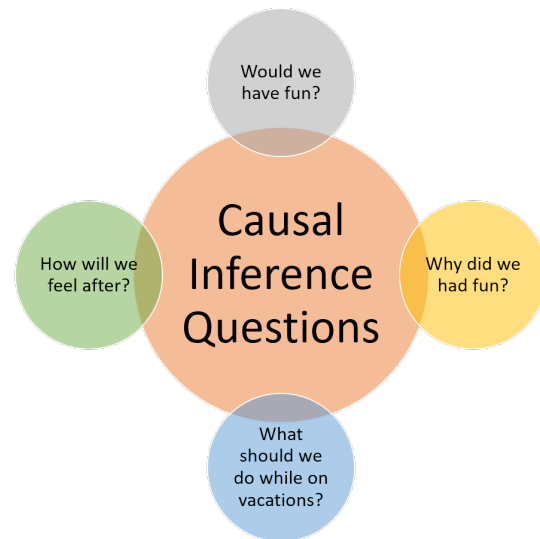 Would we
have fun?
Causal
Inference
Questions
How will we
feel after?
Why did we
had fun?
What
should we
do while on
vacations?